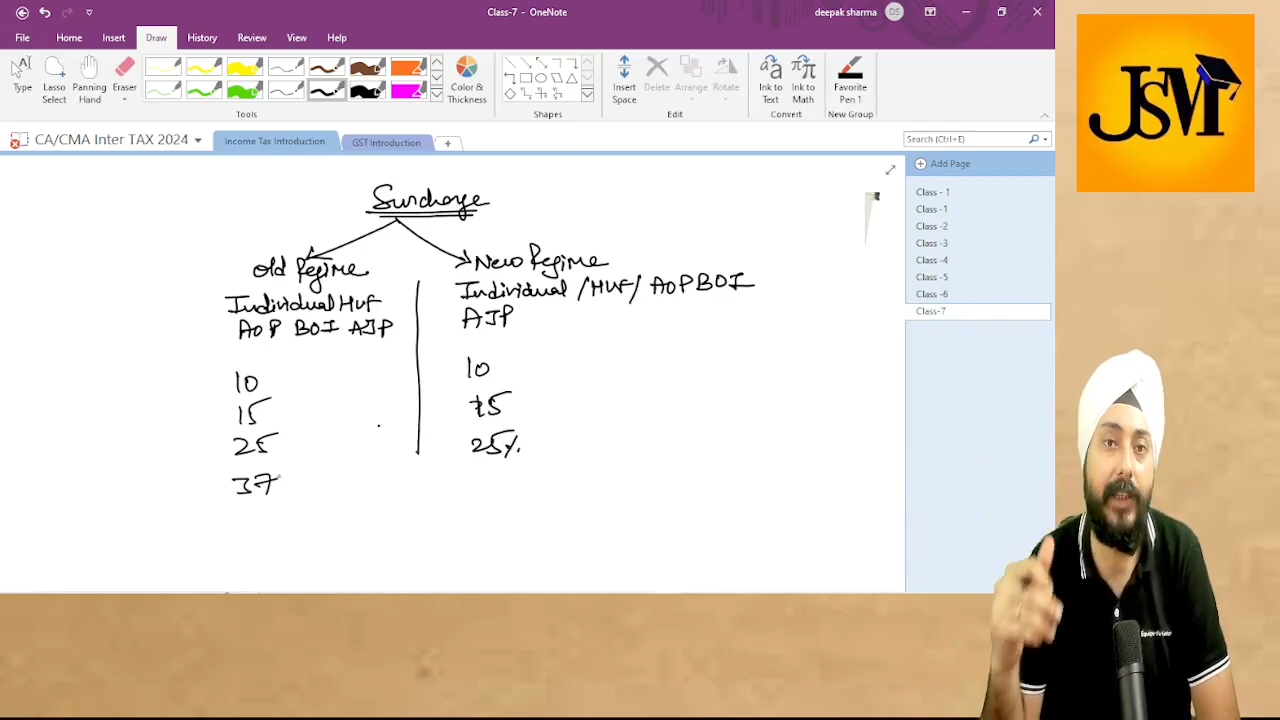 Class-7 - OneNote
deepak sharma
DS
File
Home
Insert
Draw
History
Review
View
Help
Type
Lasso Select
Panning Hand
Eraser
Color & Thickness
Insert Space
Delete
Arrange
Rotate
Ink to Text
Ink to Math
Favorite Pen 1
Tools
Shapes
Edit
Convert
New Group
CA/CMA Inter TAX 2024
Income Tax Introduction
GST Introduction
Search (Ctrl+E)
Add Page
Class - 1
Class -1
Class -2
Class -3
Class -4
Class -5
Class -6
Class-7
JSM
Surcharge
Old Regime
Individual HUF
AOP BOI AJP
10
15
25
37
New Regime
Individual /HUF/ AOP BOI
AJP
10
15
25%